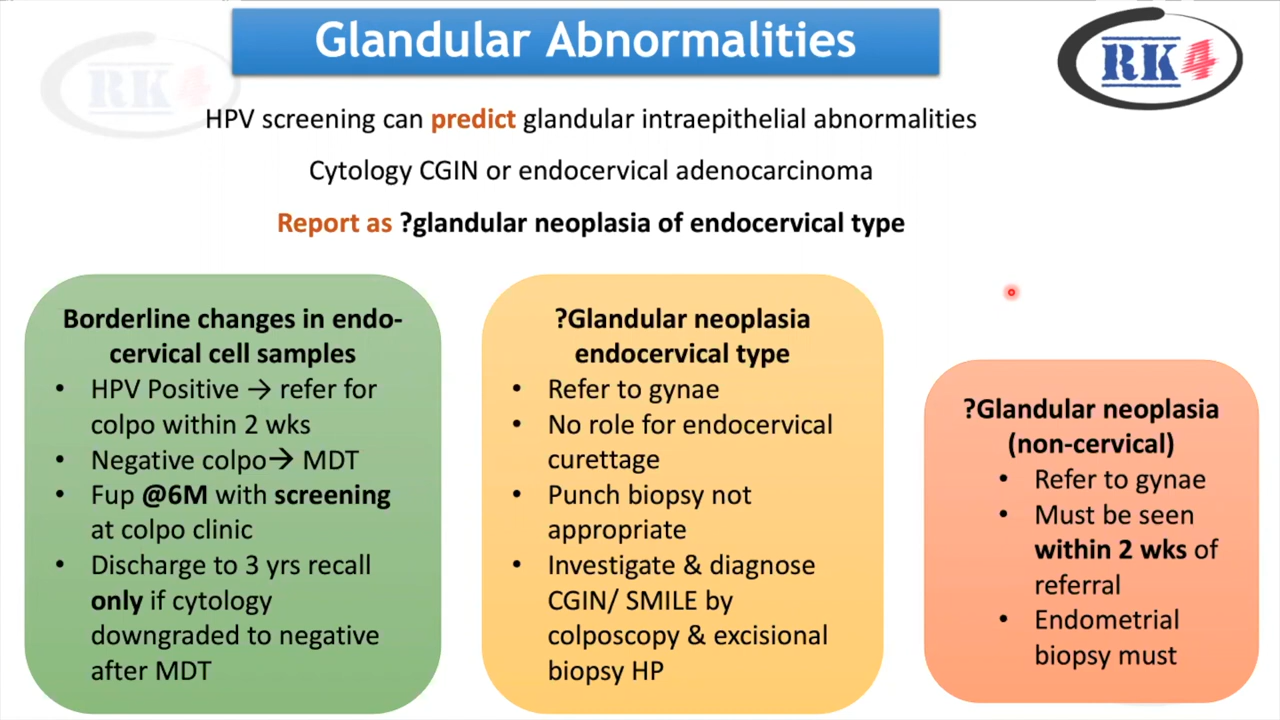 Glandular Abnormalities
RK4
RK4
HPV screening can predict glandular intraepithelial abnormalities
Cytology CGIN or endocervical adenocarcinoma
Report as ?glandular neoplasia of endocervical type
Borderline changes in endo-
cervical cell samples
• HPV Positive → refer for
colpo within 2 wks
• Negative colpo→ MDT
• Fup @6M with screening
at colpo clinic
• Discharge to 3 yrs recall
only if cytology
downgraded to negative
after MDT
?Glandular neoplasia
endocervical type
• Refer to gynae
• No role for endocervical
curettage
• Punch biopsy not
appropriate
• Investigate & diagnose
CGIN/ SMILE by
colposcopy & excisional
biopsy HP
?Glandular neoplasia
(non-cervical)
• Refer to gynae
• Must be seen
within 2 wks of
referral
• Endometrial
biopsy must